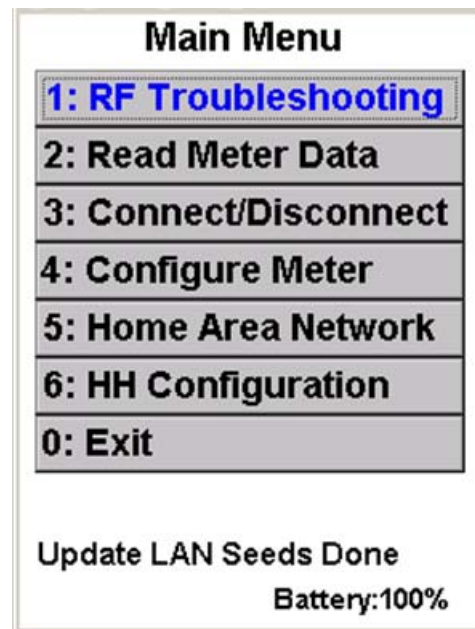 Main Menu
1: RF Troubleshooting
2: Read Meter Data
3: Connect/Disconnect
4: Configure Meter
5: Home Area Network
6: HH Configuration
0: Exit
Update LAN Seeds Done
Battery:100%